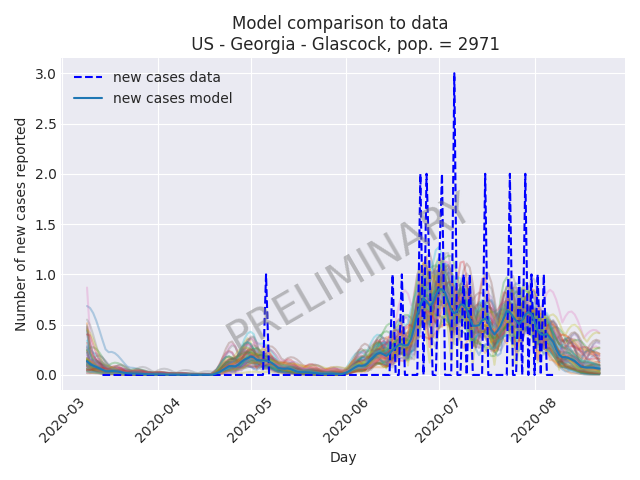 Model comparison to data
US - Georgia - Glascock, pop. = 2971
new cases data
new cases model
PRELIMINARY
Number of new cases reported
3.0
2.5
2.0
1.5
1.0
0.5
0.0
2020-03
2020-04
2020-05
2020-06
2020-07
2020-08
Day